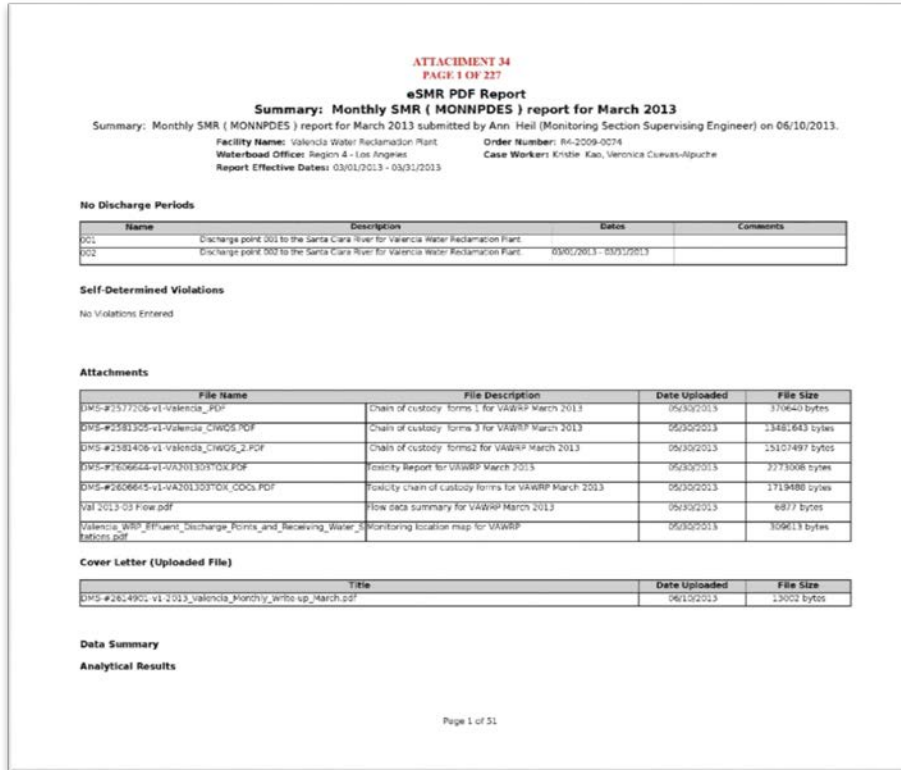 ATTACHMENT 34
PAGE 1 OF 227
eSMR PDF Report
Summary: Monthly SMR ( MONNPDES ) report for March 2013
Summary: Monthly SMR ( MONNPDES ) report for March 2013 submitted by Ann Heil (Monitoring Section Supervising Engineer) on 06/10/2013.
Facility Name: Valencia Water Reclamation Plant Order Number: R4-2009-0074
Waterboad Office: Region 4 - Los Angeles Case Worker: Kristie Kao, Veronica Cuevas-Alpuche
Report Effective Dates: 03/01/2013 - 03/31/2013
No Discharge Periods
Name Description Dates Comments
001 Discharge point 001 to the Santa Clara River for Valencia Water Reclamation Plant
002 Discharge point 002 to the Santa Clara River for Valencia Water Reclamation Plant 03/01/2013 - 03/31/2013
Self-Determined Violations
No Violations Entered
Attachments
File Name File Description Date Uploaded File Size
DMS-#2577206-v1-Valencia_.PDF Chain of custody forms 1 for VAWRP March 2013 05/30/2013 370640 bytes
DMS-#2581305-v1-Valencia_CIWQS.PDF Chain of custody forms 3 for VAWRP March 2013 05/30/2013 13481643 bytes
DMS-#2581406-v1-Valencia_CIWQS_2.PDF Chain of custody forms2 for VAWRP March 2013 05/30/2013 15107497 bytes
DMS-#2606644-v1-VA201303TOX.PDF Toxicity Report for VAWRP March 2013 05/30/2013 2273008 bytes
DMS-#2606645-v1-VA201303TOX_COCs.PDF Toxicity chain of custody forms for VAWRP March 2013 05/30/2013 1719488 bytes
Val 2013-03 Flow.pdf Flow data summary for VAWRP March 2013 05/30/2013 6877 bytes
Valencia_WRP_Effluent_Discharge_Points_and_Receiving_Water_S Monitoring location map for VAWRP 05/30/2013 309613 bytes
tations.pdf
Cover Letter (Uploaded File)
Title Date Uploaded File Size
DMS-#2614901-v1-2013_Valencia_Monthly_Write-up_March.pdf 06/10/2013 13002 bytes
Data Summary
Analytical Results
Page 1 of 51